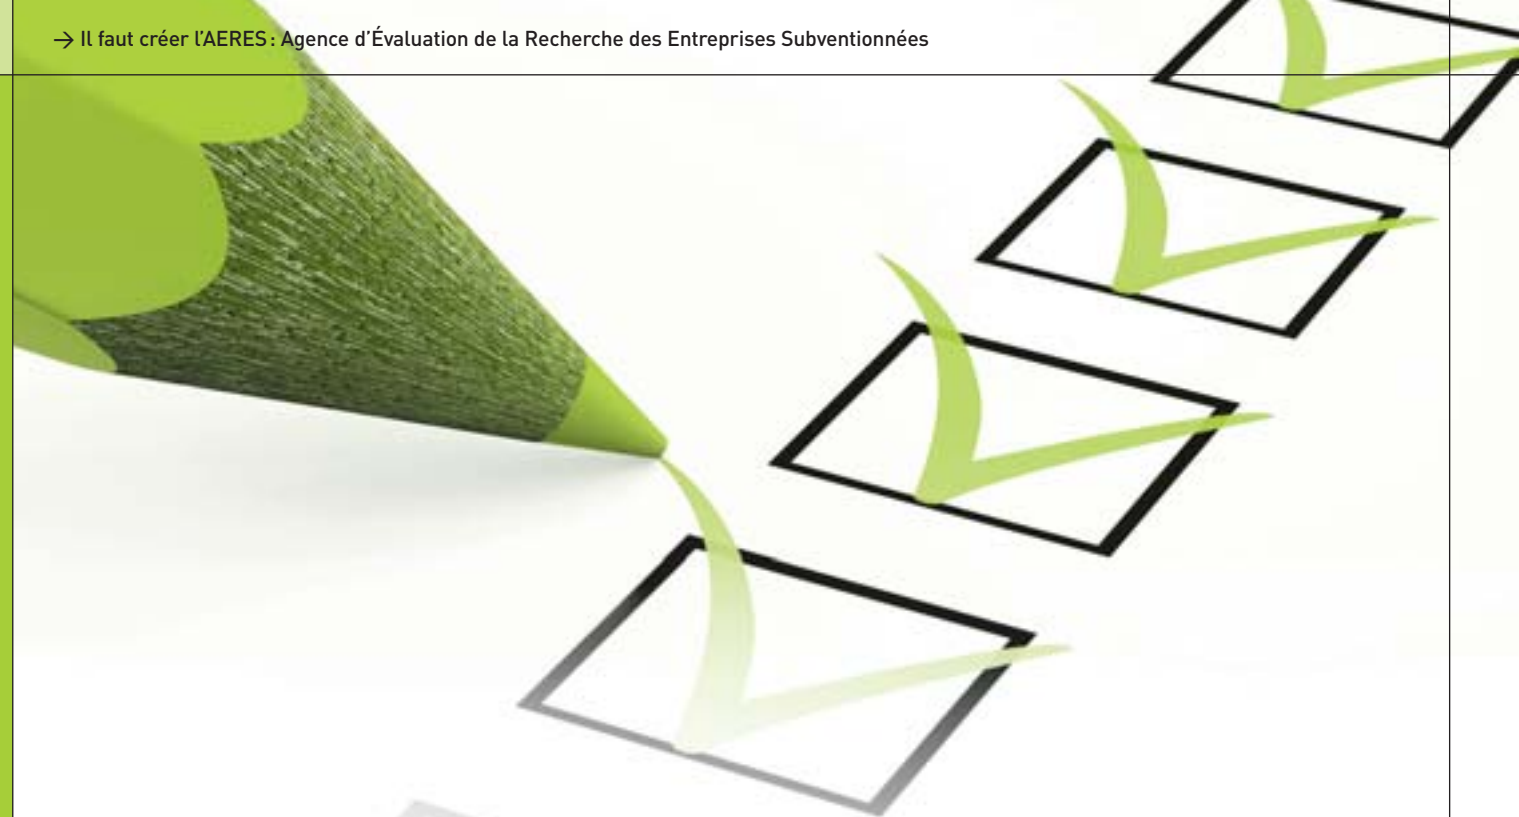 → Il faut créer l'AERES : Agence d'Évaluation de la Recherche des Entreprises Subventionnées